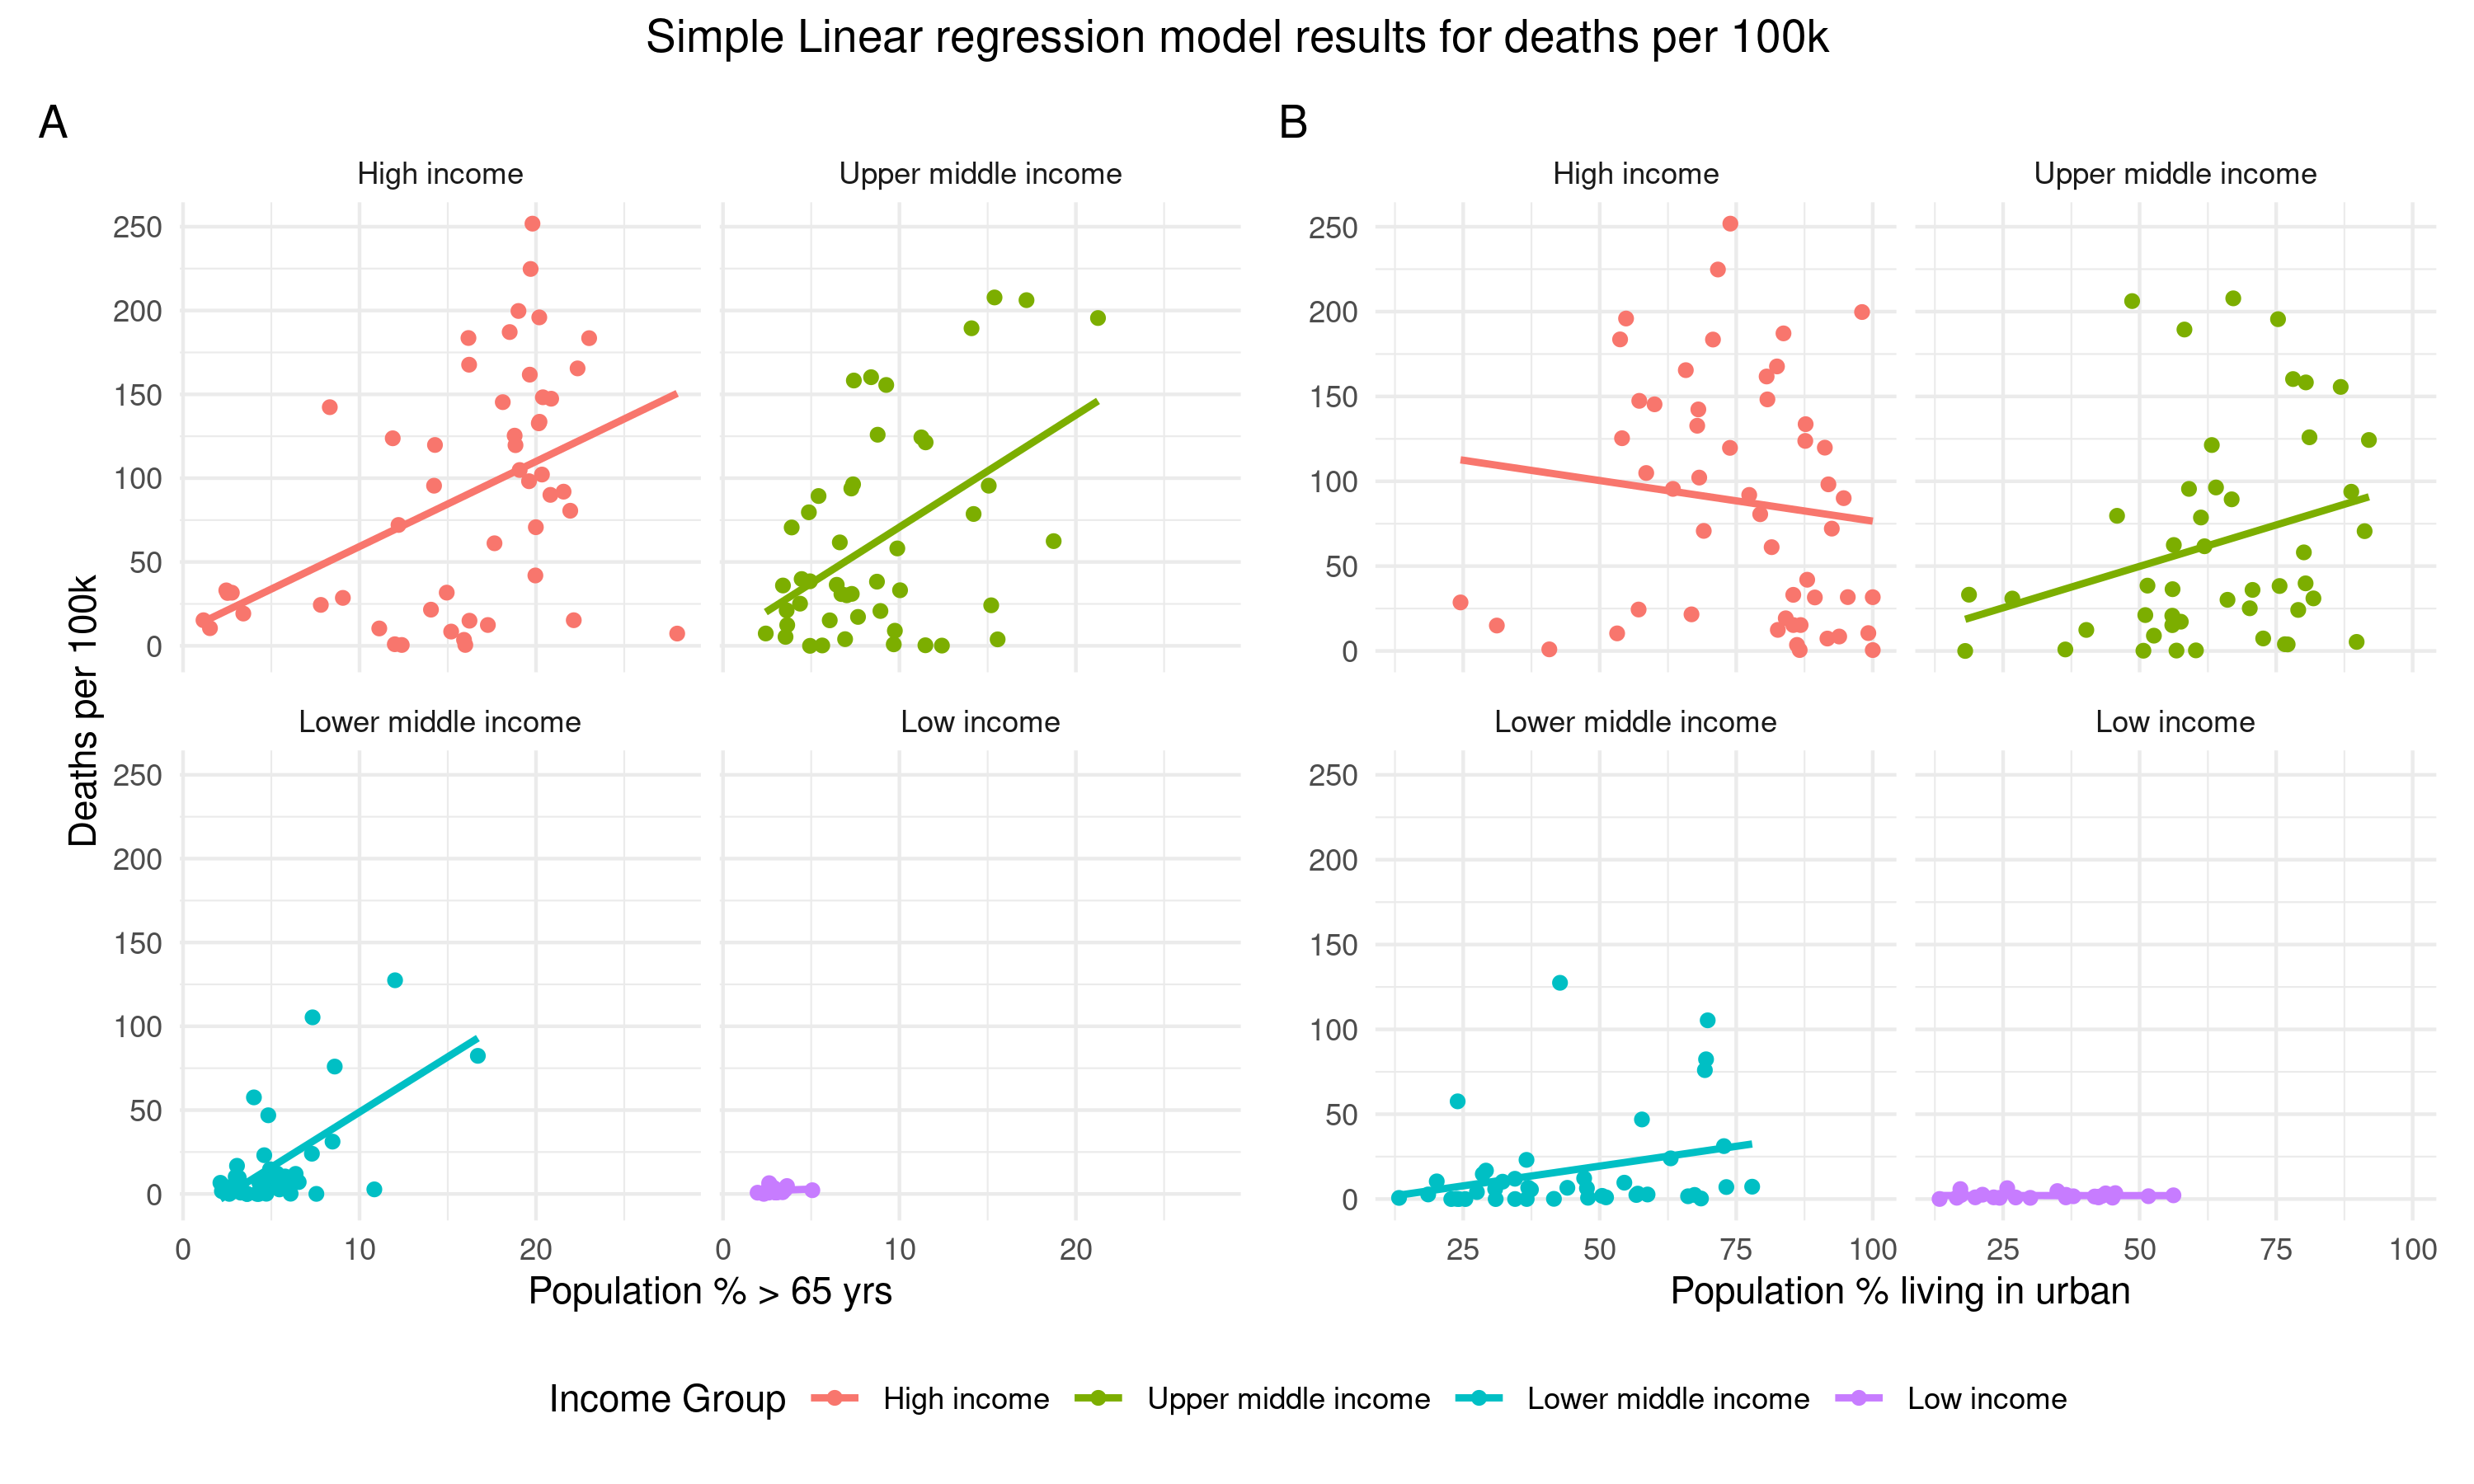 Simple Linear regression model results for deaths per 100k
A
B
High income
Upper middle income
High income
Upper middle income
250
200
150
100
50
0
250
200
150
100
50
0
Deaths per 100k
Lower middle income
Low income
Lower middle income
Low income
250
200
150
100
50
0
250
200
150
100
50
0
0 10 20
0 10 20
25 50 75 100
25 50 75 100
Population % > 65 yrs
Population % living in urban
Income Group High income Upper middle income Lower middle income Low income